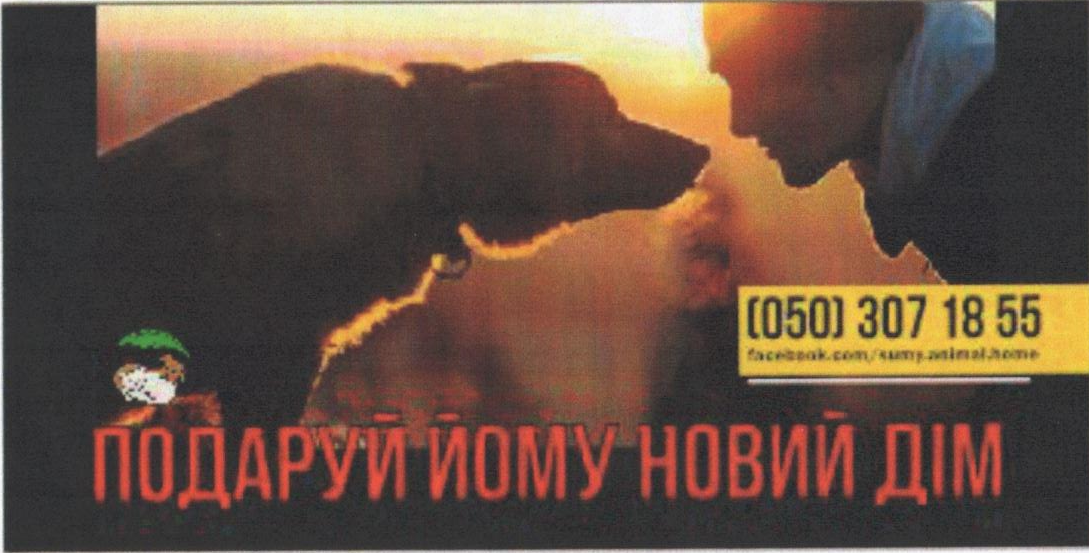 (050) 307 18 55
facebook.com/sumy.animal.home
ПОДАРУЙ ЙОМУ НОВИЙ ДІМ